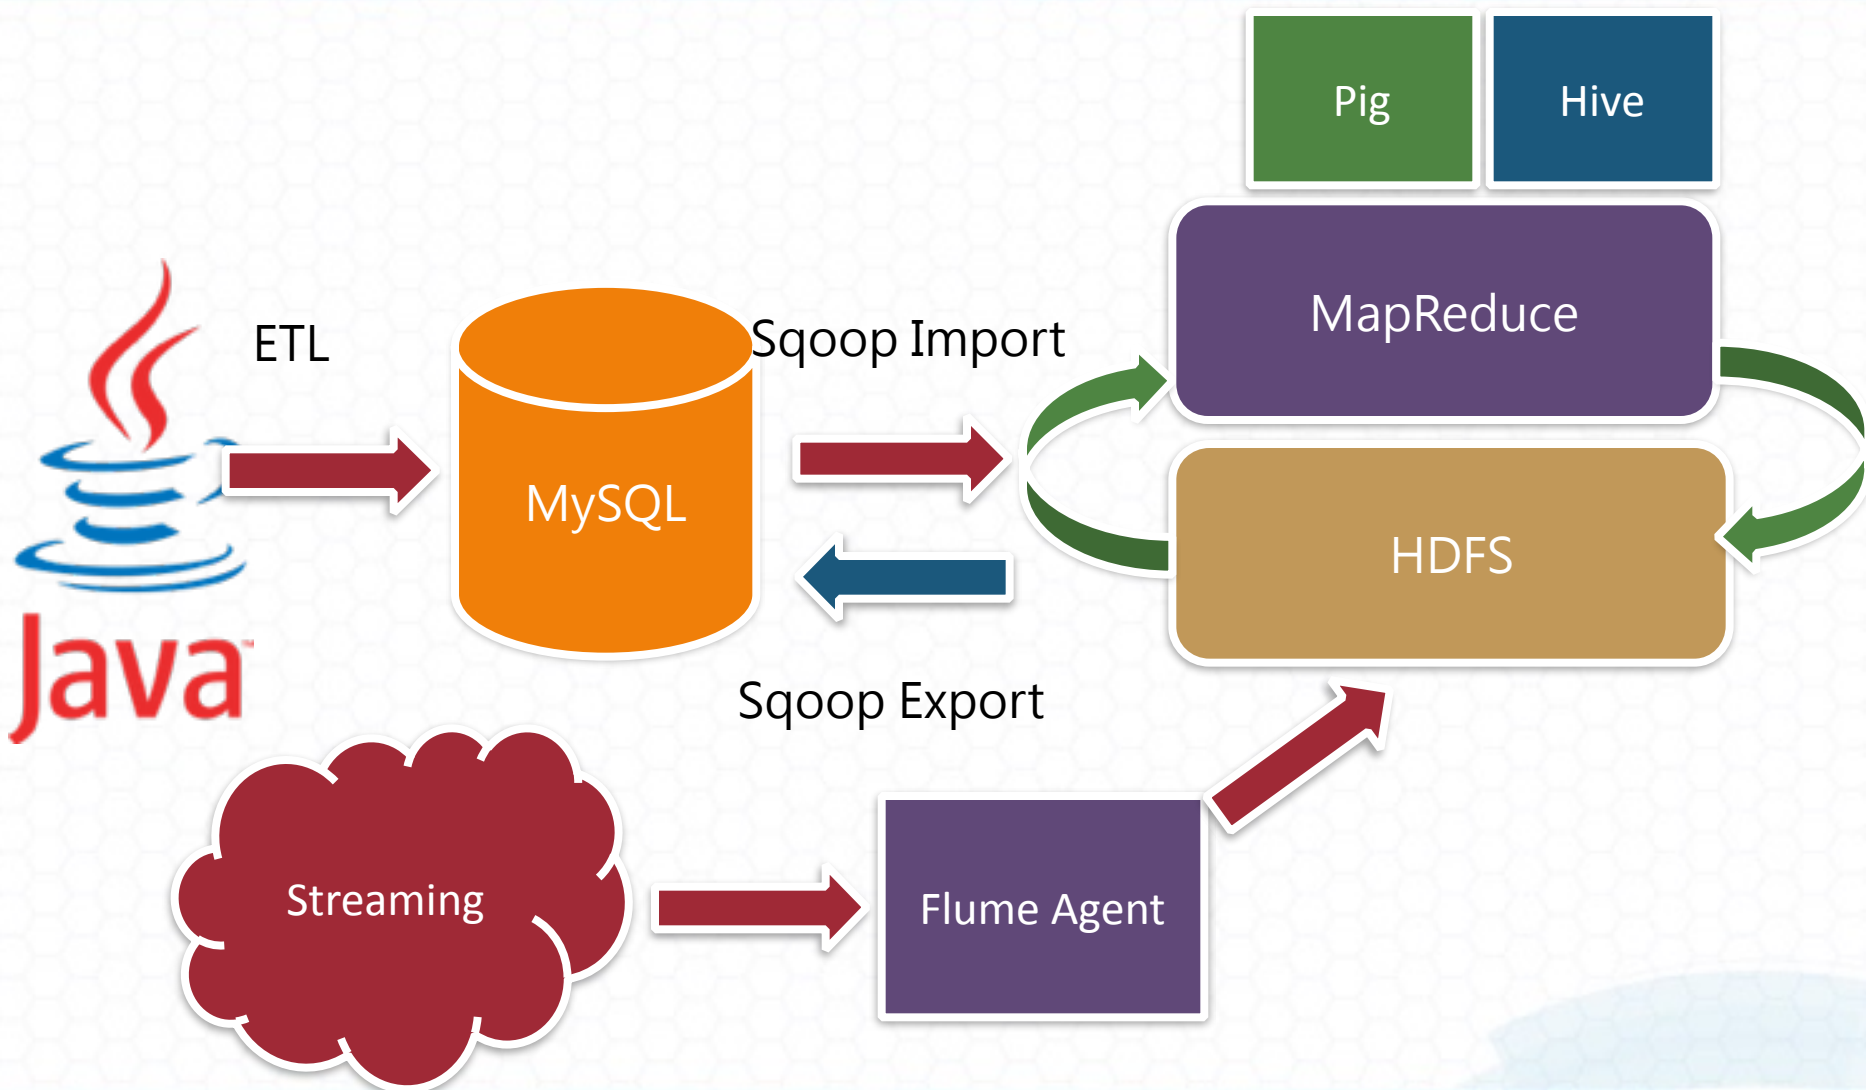 Pig
Hive
MapReduce
ETL
Sqoop Import
MySQL
HDFS
Java
Sqoop Export
Streaming
Flume Agent